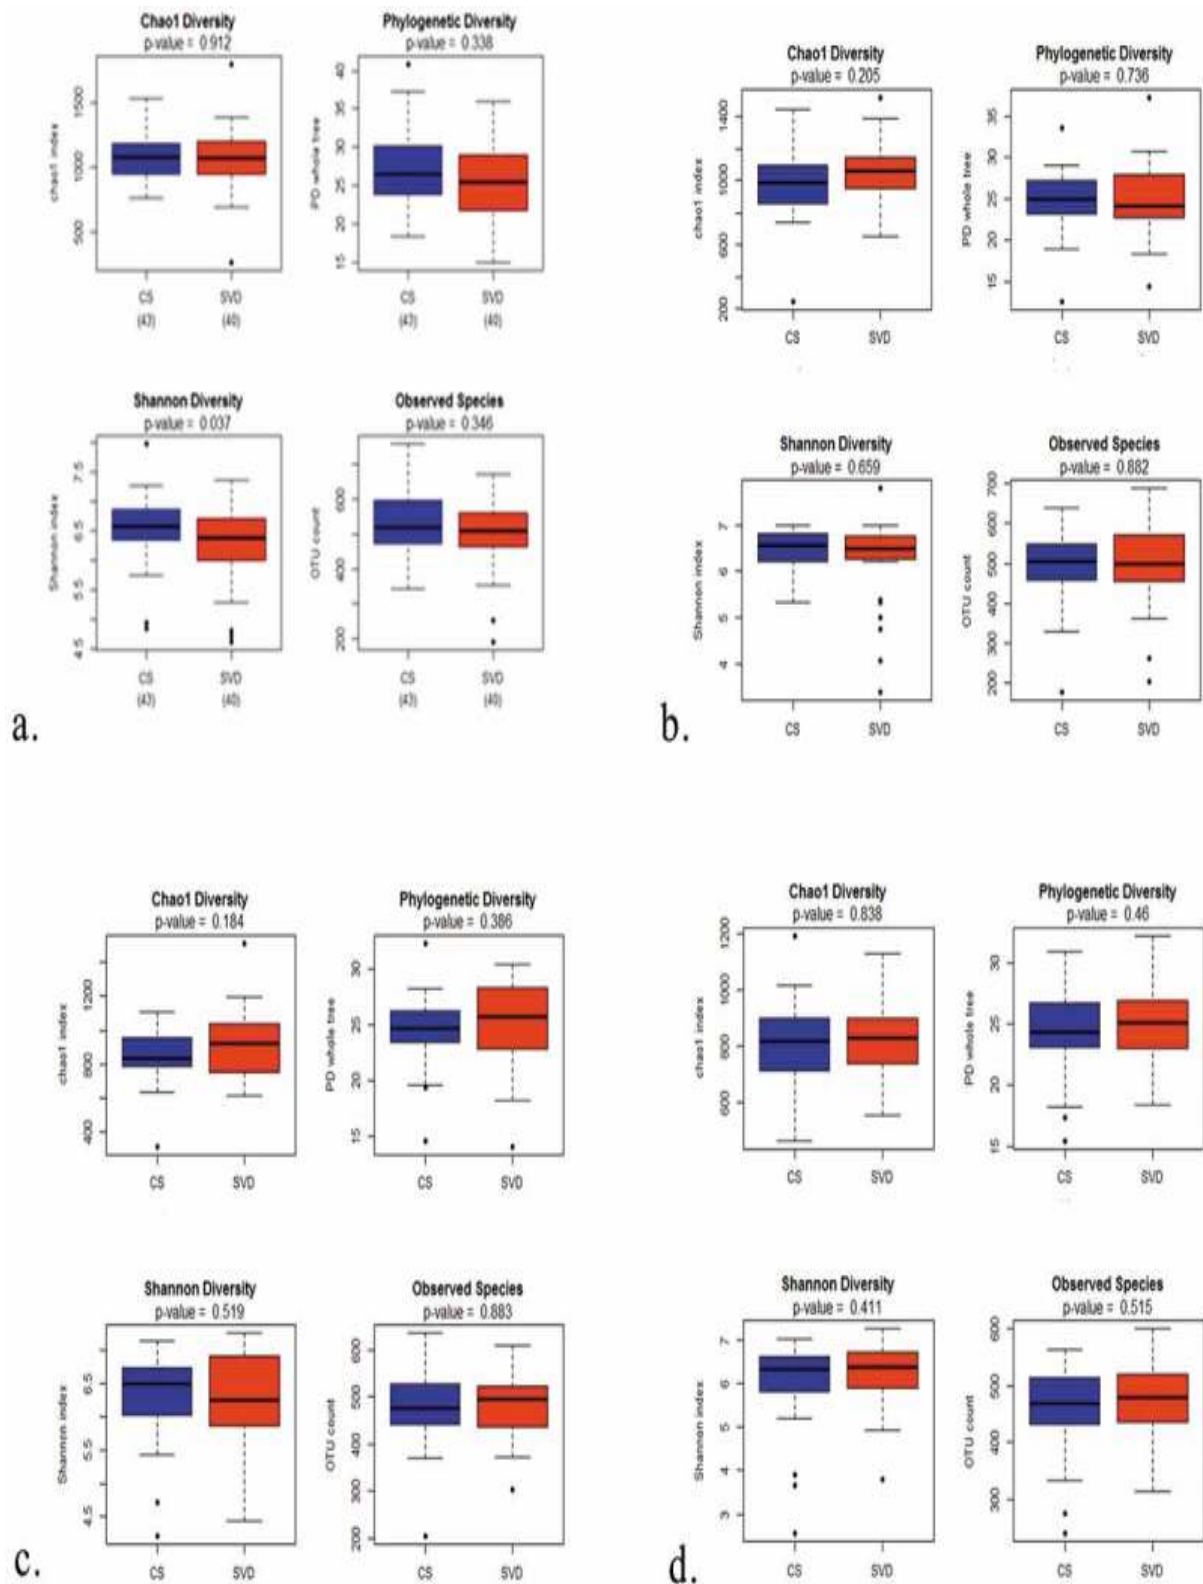 Chao1 Diversity
p-value = 0.912
chao1 index
500
1000
1500
CS
(43)
SVD
(40)
Phylogenetic Diversity
p-value = 0.338
PD whole tree
15
20
25
30
35
40
CS
(43)
SVD
(40)
Shannon Diversity
p-value = 0.037
Shannon index
4.5
5.5
6.5
7.5
CS
(43)
SVD
(40)
Observed Species
p-value = 0.346
OTU count
200
400
600
CS
(43)
SVD
(40)
a.
Chao1 Diversity
p-value = 0.205
chao1 index
200
600
1000
1400
CS
SVD
Phylogenetic Diversity
p-value = 0.736
PD whole tree
15
20
25
30
35
CS
SVD
Shannon Diversity
p-value = 0.659
Shannon index
4
5
6
7
CS
SVD
Observed Species
p-value = 0.882
OTU count
200
300
400
500
600
700
CS
SVD
b.
Chao1 Diversity
p-value = 0.184
chao1 index
400
800
1200
CS
SVD
Phylogenetic Diversity
p-value = 0.386
PD whole tree
15
20
25
30
CS
SVD
Shannon Diversity
p-value = 0.519
Shannon index
4.5
5.5
6.5
CS
SVD
Observed Species
p-value = 0.883
OTU count
200
300
400
500
600
CS
SVD
c.
Chao1 Diversity
p-value = 0.838
chao1 index
600
800
1000
1200
CS
SVD
Phylogenetic Diversity
p-value = 0.46
PD whole tree
15
20
25
30
CS
SVD
Shannon Diversity
p-value = 0.411
Shannon index
3
4
5
6
7
CS
SVD
Observed Species
p-value = 0.515
OTU count
300
400
500
600
CS
SVD
d.